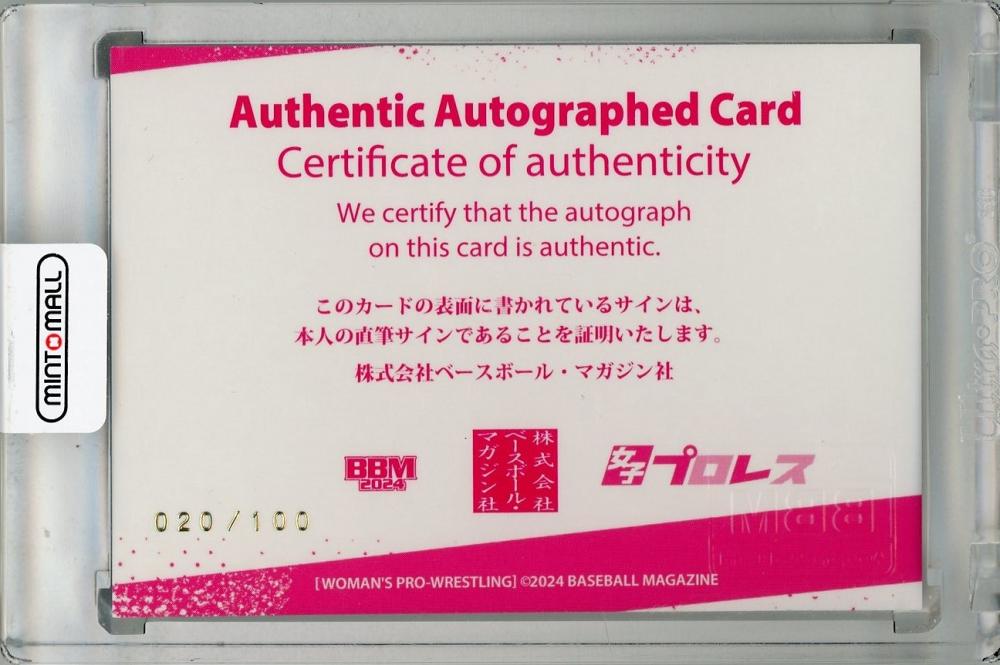 Authentic Autographed Card
Certificate of authenticity
We certify that the autograph
on this card is authentic.
このカードの表面に書かれているサインは、
本人の直筆サインであることを証明いたします。
株式会社ベースボール・マガジン社
MINTOMALL
BBM
2024
株式会社
ベースボール・
マガジン社
女子プロレス
BBM
020/100
[WOMAN'S PRO-WRESTLING] ©2024 BASEBALL MAGAZINE